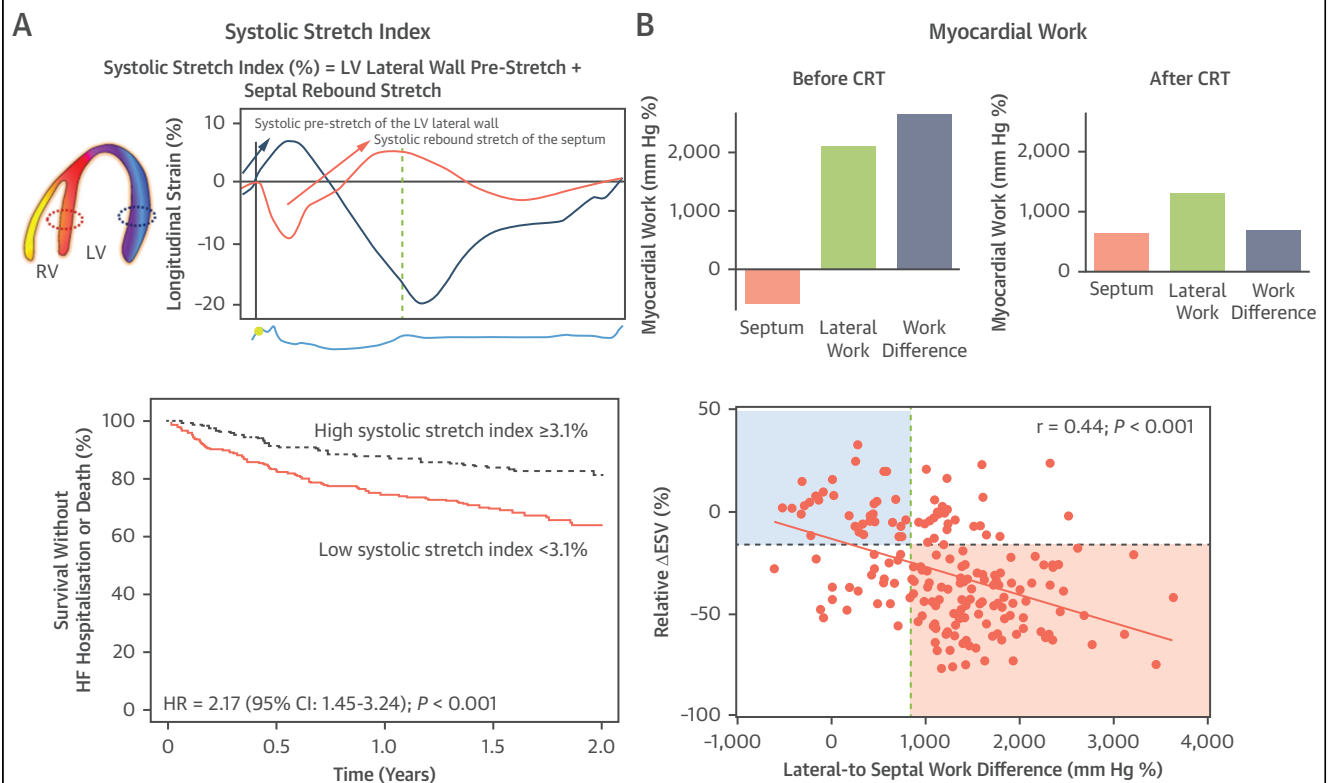 A
Systolic Stretch Index
Systolic Stretch Index (%) = LV Lateral Wall Pre-Stretch +
Septal Rebound Stretch
Longitudinal Strain (%)
10
0
-10
-20
Systolic pre-stretch of the LV lateral wall
Systolic rebound stretch of the septum
RV
LV
Survival Without
HF Hospitalisation or Death (%)
100
80
60
40
20
0
High systolic stretch index ≥3.1%
Low systolic stretch index <3.1%
HR = 2.17 (95% CI: 1.45-3.24); P < 0.001
0
0.5
1.0
1.5
2.0
Time (Years)
B
Myocardial Work
Before CRT
Myocardial Work (mm Hg %)
2,000
1,000
0
Septum
Lateral
Work
Work
Difference
After CRT
Myocardial Work (mm Hg %)
2,000
1,000
0
Septum
Lateral
Work
Work
Difference
Relative ΔESV (%)
50
0
-50
-100
r = 0.44; P < 0.001
-1,000
0
1,000
2,000
3,000
4,000
Lateral-to Septal Work Difference (mm Hg %)